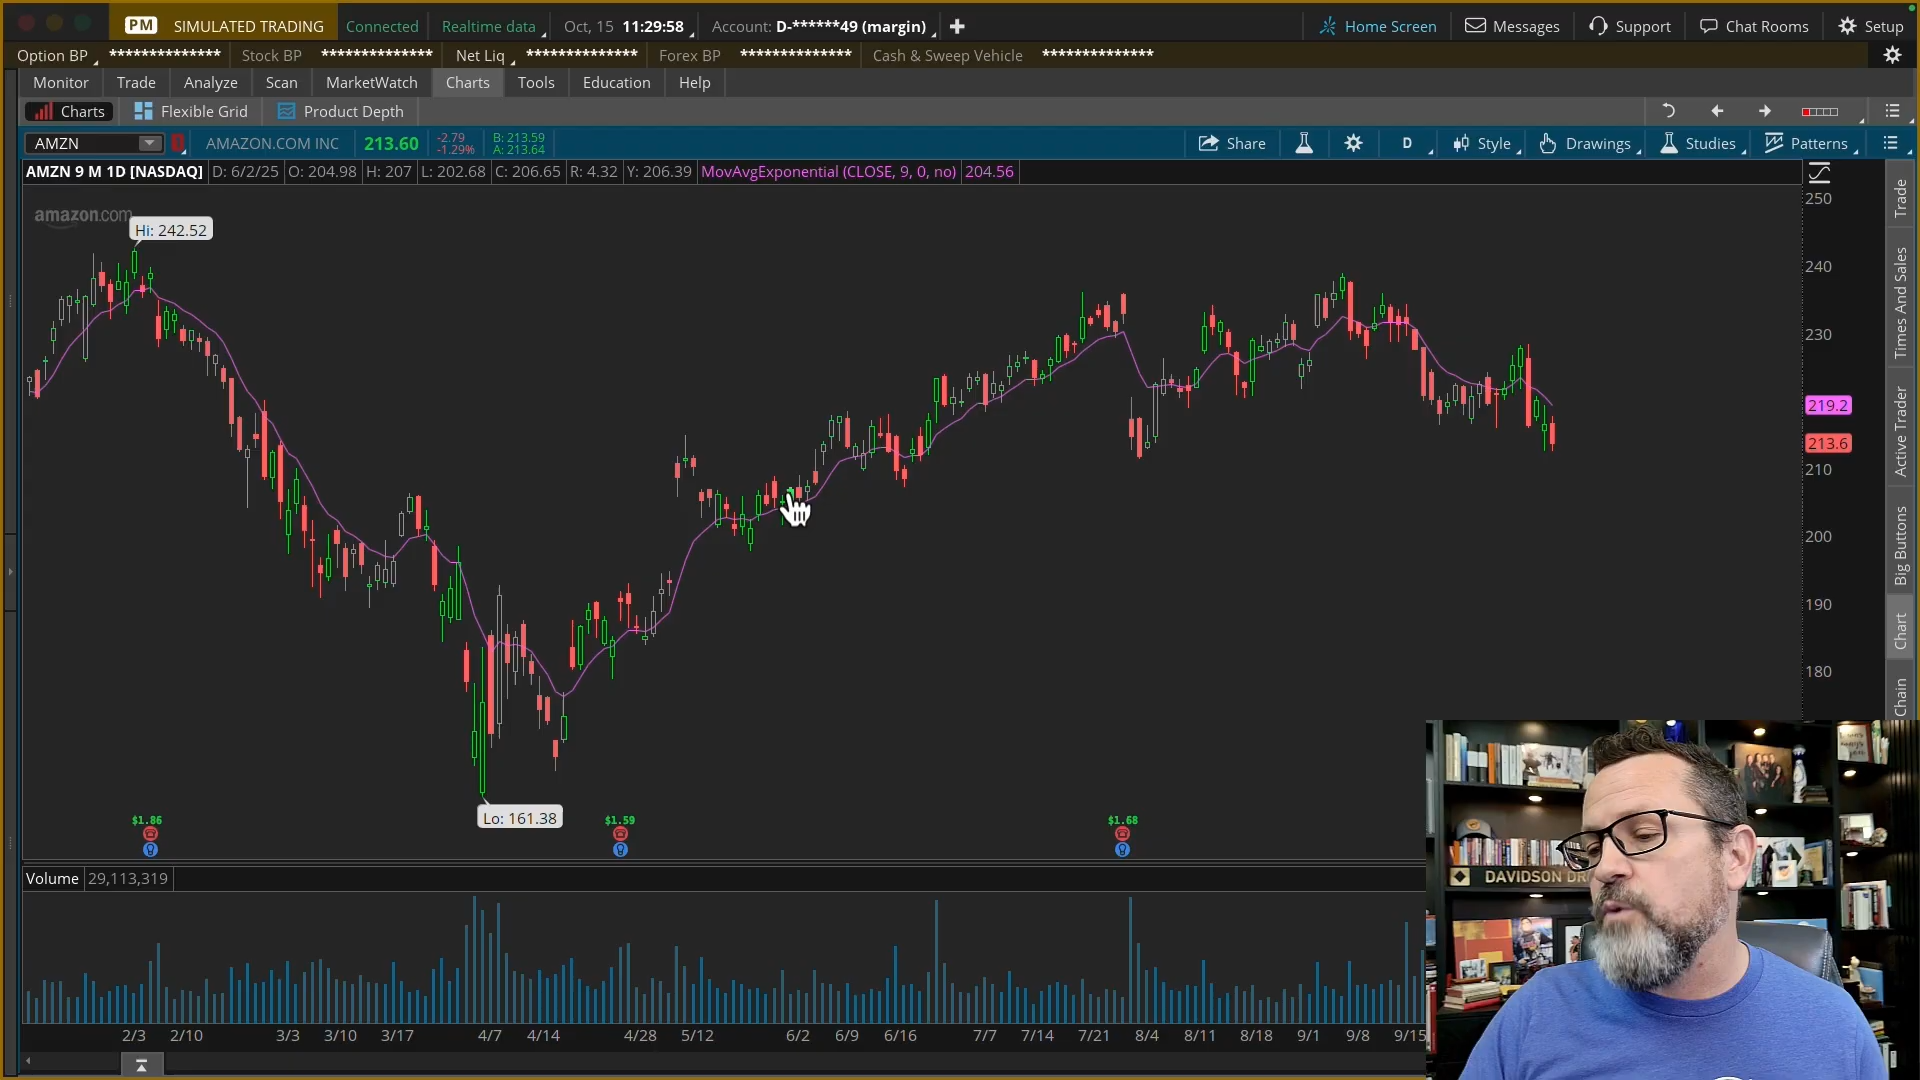 PM SIMULATED TRADING Connected Realtime data Oct, 15 11:29:58 Account: D-******49 (margin) Home Screen Messages Support Chat Rooms Setup
Option BP ************** Stock BP ************** Net Liq ************** Forex BP ************** Cash & Sweep Vehicle **************
Monitor Trade Analyze Scan MarketWatch Charts Tools Education Help
Charts Flexible Grid Product Depth
AMZN AMAZON.COM INC 213.60 -2.79 -1.29% B: 213.59 A: 213.64 Share D Style Drawings Studies Patterns
AMZN 9 M 1D [NASDAQ] D: 6/2/25 O: 204.98 H: 207 L: 202.68 C: 206.65 R: 4.32 Y: 206.39 MovAvgExponential (CLOSE, 9, 0, no) 204.56
amazon.com
Hi: 242.52
Lo: 161.38
250
240
230
219.2
213.6
210
200
190
180
Trade
Times And Sales
Active Trader
Big Buttons
Chart
Chain
$1.86 $1.59 $1.68
Volume 29,113,319
2/3 2/10 3/3 3/10 3/17 4/7 4/14 4/28 5/12 6/2 6/9 6/16 7/7 7/14 7/21 8/4 8/11 8/18 9/1 9/8 9/15
DAVIDSON DR